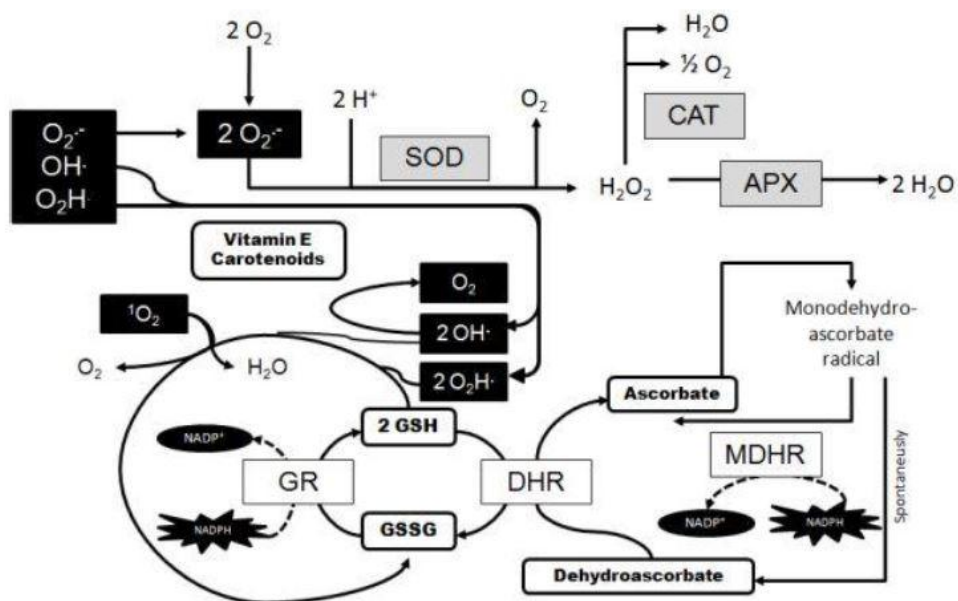 2 O₂
O₂·⁻
OH·
O₂H·
2 O₂·⁻
2 H⁺
SOD
O₂
H₂O
½ O₂
CAT
H₂O₂
APX
2 H₂O
Vitamin E
Carotenoids
O₂
2 OH·
2 O₂H·
¹O₂
O₂
H₂O
Monodehydro-
ascorbate
radical
Ascorbate
2 GSH
NADP⁺
GR
DHR
MDHR
NADPH
GSSG
NADP⁺
NADPH
Spontaneusly
Dehydroascorbate